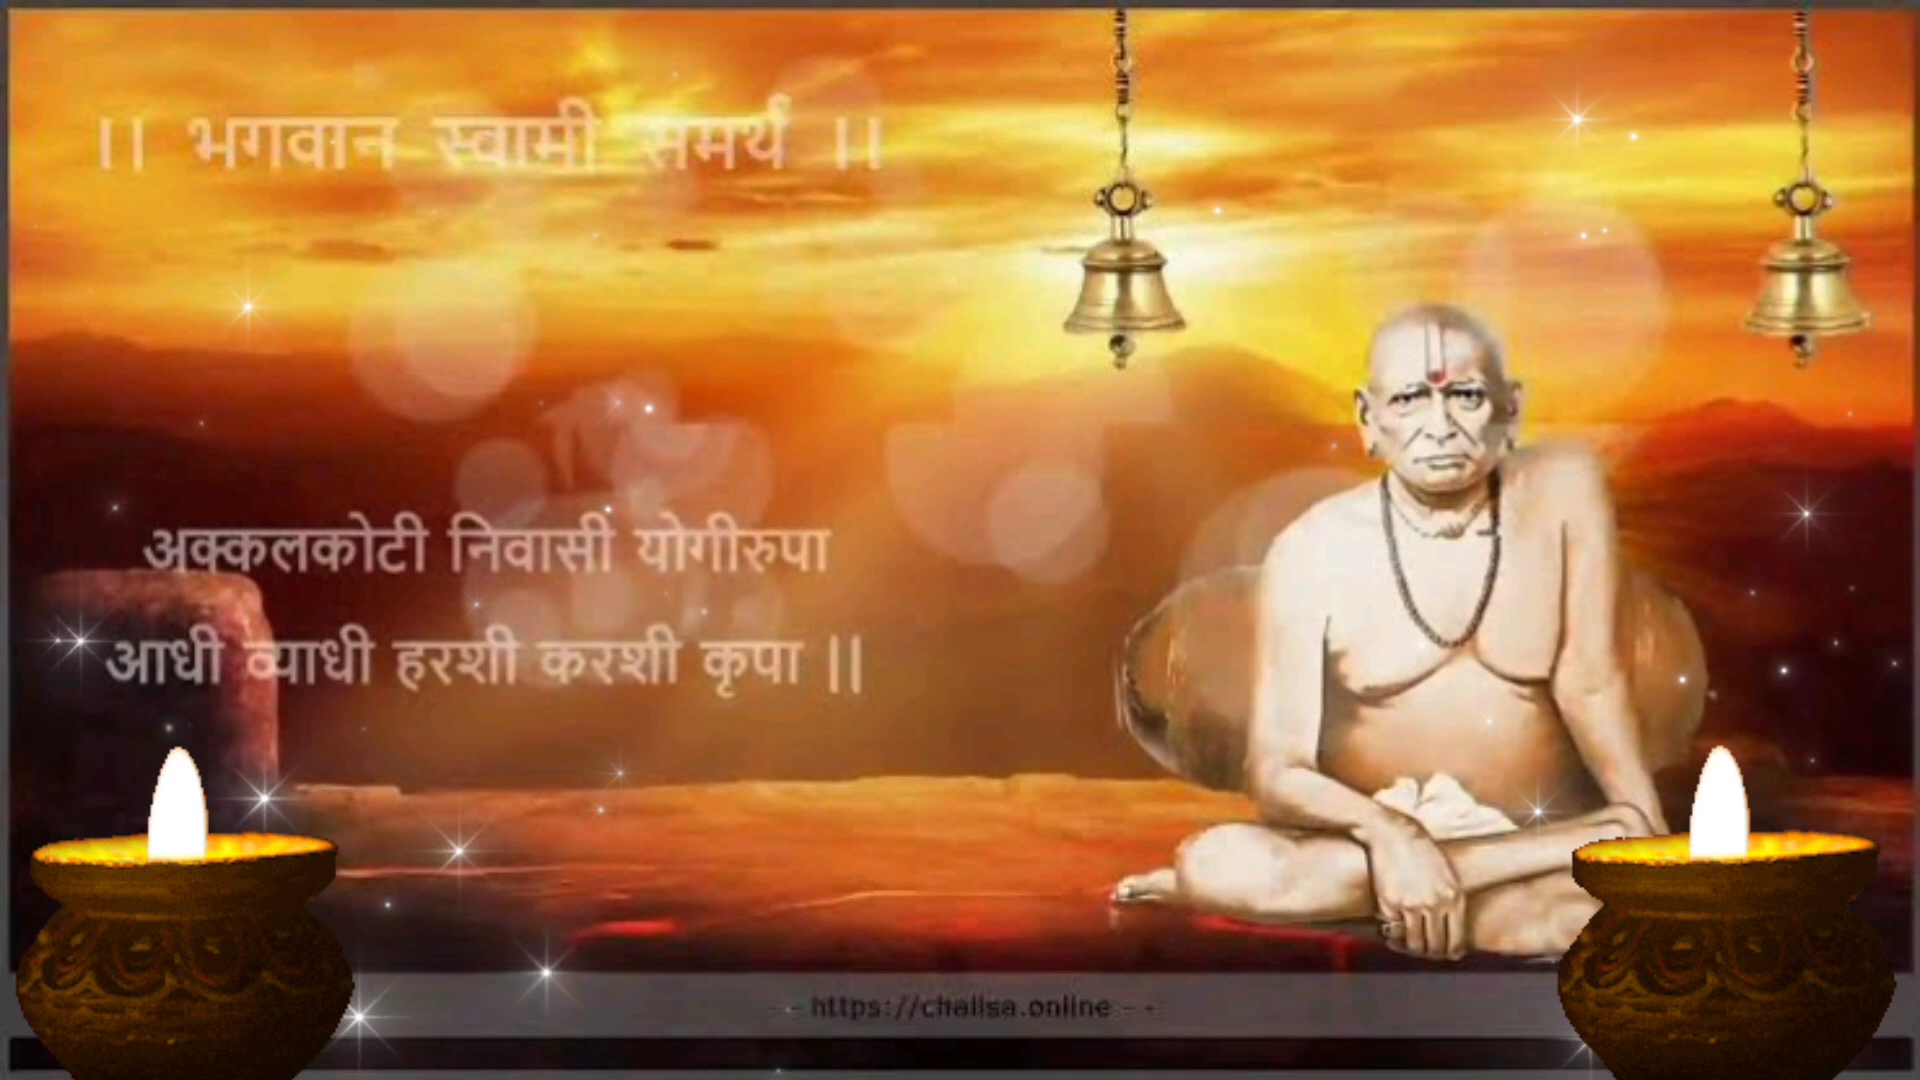 ।। भगवान स्वामी समर्थ ।।
अक्कलकोटी निवासी योगीरुपा
आधी व्याधी हरशी करशी कृपा ||
- - https://chalisa.online - -